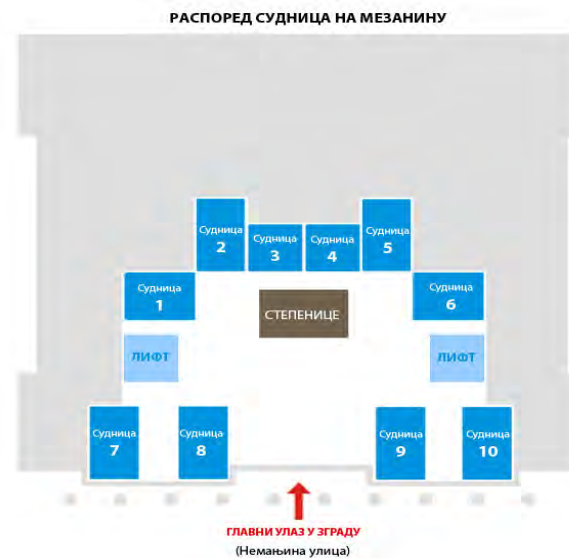 РАСПОРЕД СУДНИЦА НА МЕЗАНИНУ
Судница
2
Судница
3
Судница
4
Судница
5
Судница
1
Судница
6
СТЕПЕНИЦЕ
ЛИФТ
ЛИФТ
Судница
7
Судница
8
Судница
9
Судница
10
ГЛАВНИ УЛАЗ У ЗГРАДУ
(Немањина улица)